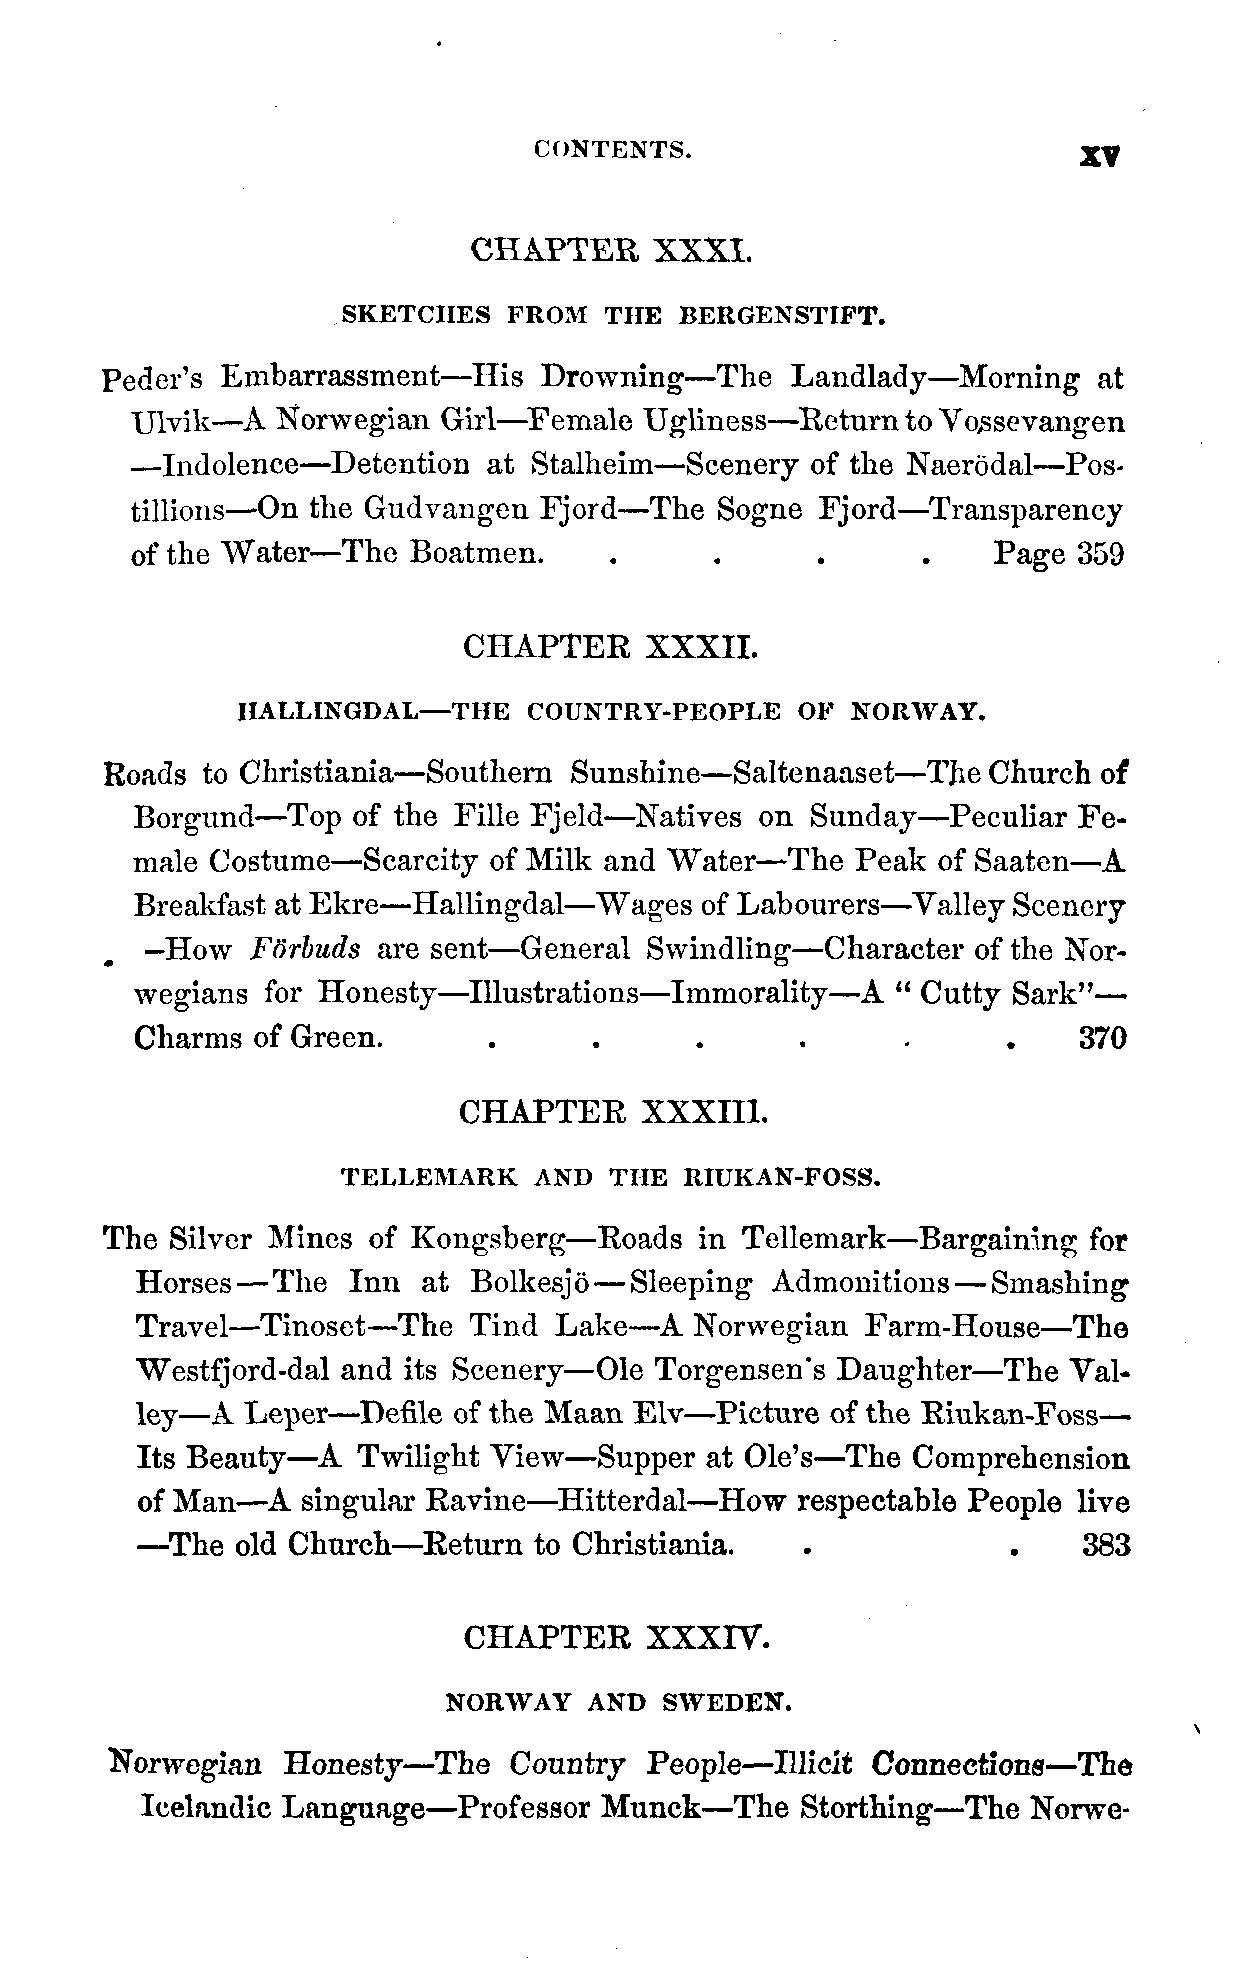 CONTENTS. XV
CHAPTER XXXI.
SKETCHES FROM THE BERGENSTIFT.
Peder's Embarrassment—His Drowning—The Landlady—Morning at
Ulvik—A Norwegian Girl—Female Ugliness—Return to Vossevangen
—Indolence—Detention at Stalheim—Scenery of the Naerödal—Pos-
tillions—On the Gudvangen Fjord—The Sogne Fjord—Transparency
of the Water—The Boatmen. . . . . Page 359
CHAPTER XXXII.
HALLINGDAL—THE COUNTRY-PEOPLE OF NORWAY.
Roads to Christiania—Southern Sunshine—Saltenaaset—The Church of
Borgund—Top of the Fille Fjeld—Natives on Sunday—Peculiar Fe-
male Costume—Scarcity of Milk and Water—The Peak of Saaten—A
Breakfast at Ekre—Hallingdal—Wages of Labourers—Valley Scenery
—How Förbuds are sent—General Swindling—Character of the Nor-
wegians for Honesty—Illustrations—Immorality—A “ Cutty Sark”—
Charms of Green. . . . . . . 370
CHAPTER XXXIII.
TELLEMARK AND THE RIUKAN-FOSS.
The Silver Mines of Kongsberg—Roads in Tellemark—Bargaining for
Horses—The Inn at Bolkesjö—Sleeping Admonitions—Smashing
Travel—Tinoset—The Tind Lake—A Norwegian Farm-House—The
Westfjord-dal and its Scenery—Ole Torgensen's Daughter—The Val-
ley—A Leper—Defile of the Maan Elv—Picture of the Riukan-Foss—
Its Beauty—A Twilight View—Supper at Ole's—The Comprehension
of Man—A singular Ravine—Hitterdal—How respectable People live
—The old Church—Return to Christiania. . . 383
CHAPTER XXXIV.
NORWAY AND SWEDEN.
Norwegian Honesty—The Country People—Illicit Connections—The
Icelandic Language—Professor Munck—The Storthing—The Norwe-